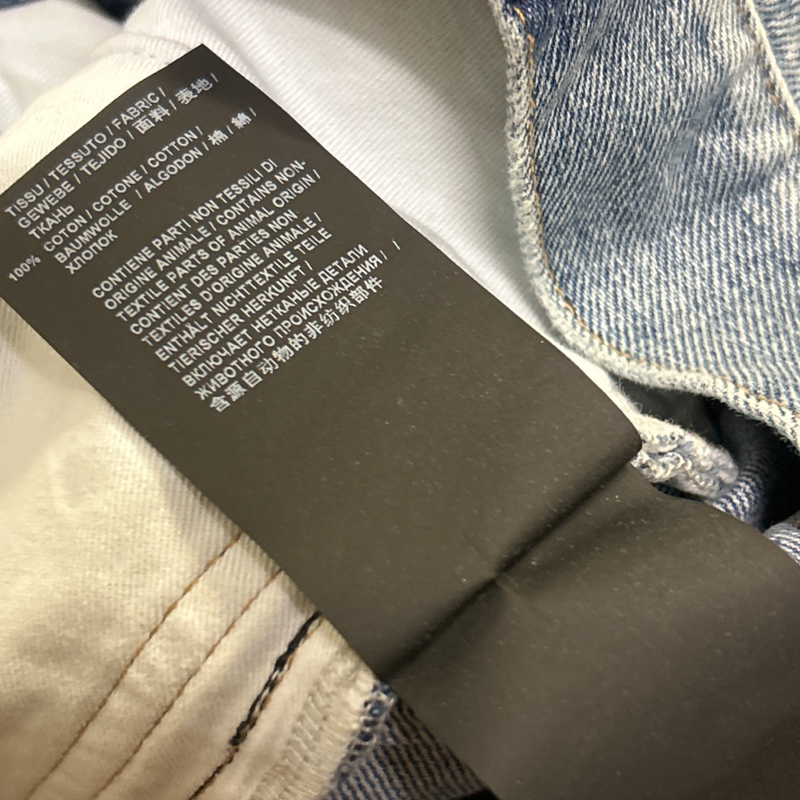 TISSU / TESSUTO / FABRIC /
GEWEBE / TEJIDO / 面料 / 表地 /
ТКАНЬ
100% COTON / COTONE / COTTON /
BAUMWOLLE / ALGODON / 棉 / 綿 /
ХЛОПОК
CONTIENE PARTI NON TESSILI DI
ORIGINE ANIMALE / CONTAINS NON-
TEXTILE PARTS OF ANIMAL ORIGIN /
CONTIENT DES PARTIES NON
TEXTILES D'ORIGINE ANIMALE /
ENTHÄLT NICHTTEXTILE TEILE
TIERISCHER HERKUNFT /
ВКЛЮЧАЕТ НЕТКАНЫЕ ДЕТАЛИ
ЖИВОТНОГО ПРОИСХОЖДЕНИЯ / /
含源自动物的非纺织部件